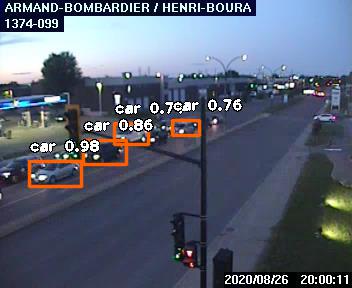 ARMAND-BOMBARDIER / HENRI-BOURA
1374-099
car 0.7
car 0.76
car 0.86
car 0.98
2020/08/26 20:00:11